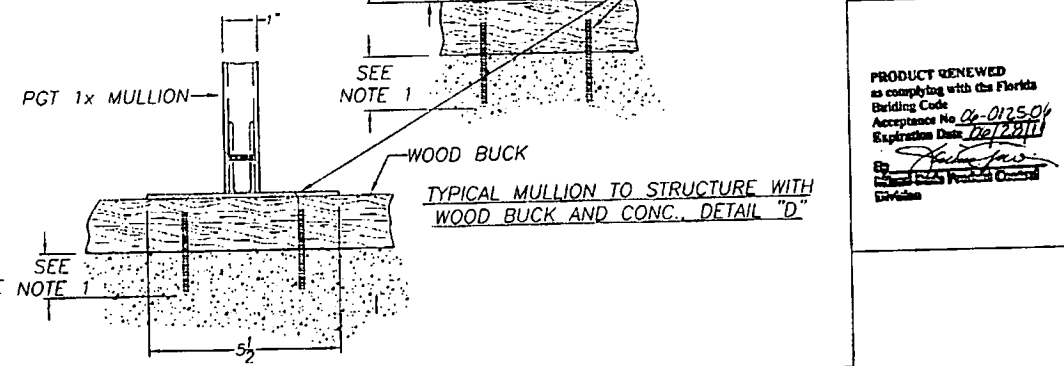 1"
SEE
NOTE 1
PGT 1x MULLION
WOOD BUCK
TYPICAL MULLION TO STRUCTURE WITH
WOOD BUCK AND CONC., DETAIL "D"
SEE
NOTE 1
5 1/2
PRODUCT RENEWED
as complying with the Florida
Building Code
Acceptance No 06-0125.06
Expiration Date 06/28/11
By
Product Control
Division